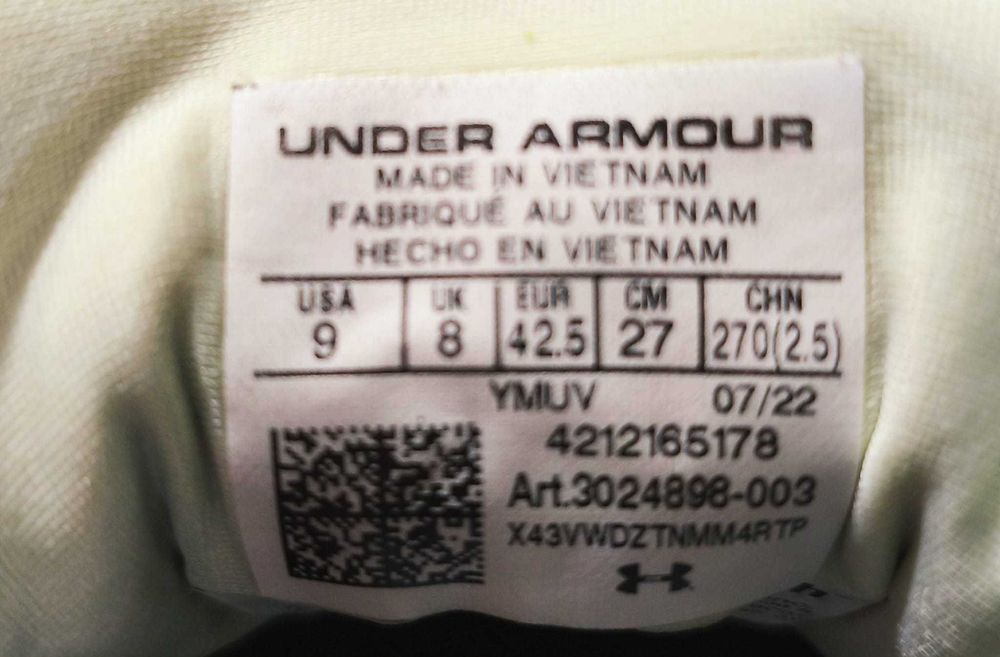 UNDER ARMOUR
MADE IN VIETNAM
FABRIQUÉ AU VIETNAM
HECHO EN VIETNAM
USA UK EUR CM CHN
9 8 42.5 27 270(2.5)
YMUV 07/22
4212165178
Art.3024898-003
X43VWDZTNMM4RTP